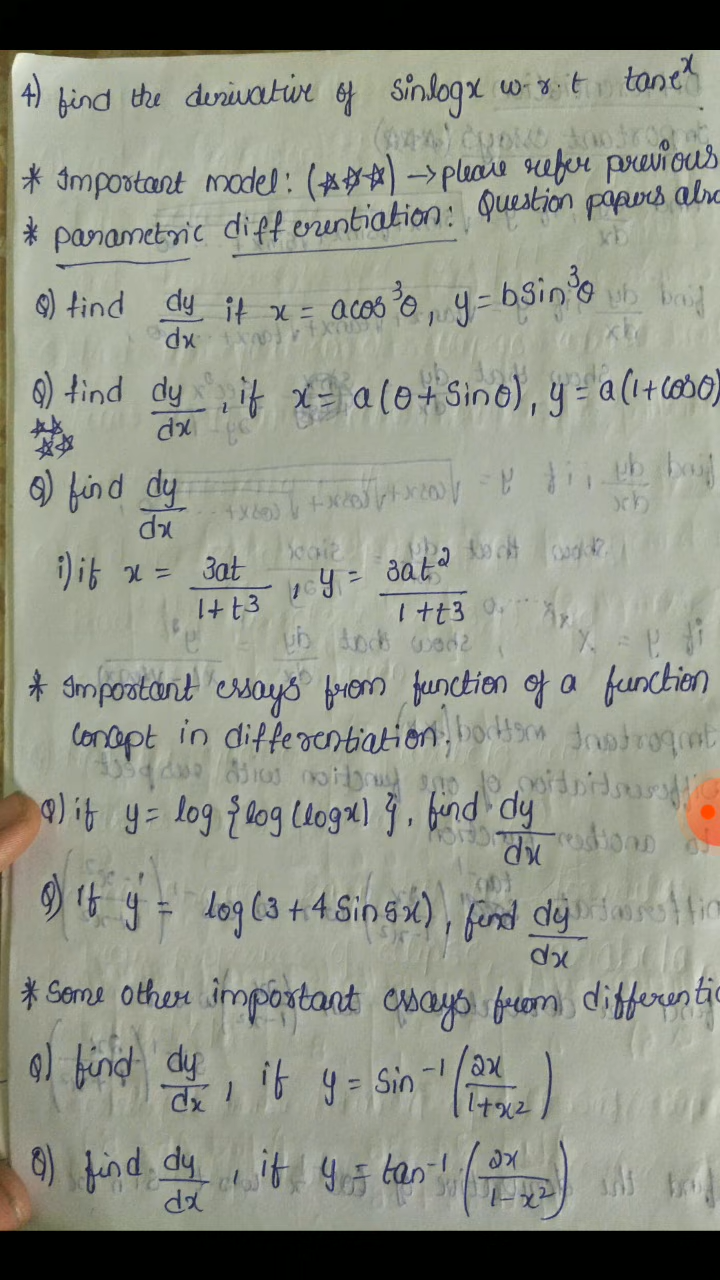 4) find the derivative of sinlogx w.r.t tane^x
* Important model: (☆☆☆) → please refer previous
* parametric differentiation: Question papers also
Q) find dy/dx if x = acos³θ, y = bsin³θ
Q) find dy/dx, if x = a(θ + sinθ), y = a(1+cosθ)
☆☆
☆☆
Q) find dy/dx
i) if x = 3at/1+t³, y = 3at²/1+t³
* Important essays from function of a function
concept in differentiation.
Q) if y = log {log(logx)}, find dy/dx
Q) If y = log(3 + 4 Sin5x), find dy/dx
* Some other important essays from differentia
Q) find dy/dx, if y = sin⁻¹(2x/1+x²)
Q) find dy/dx, if y = tan⁻¹(2x/1-x²)